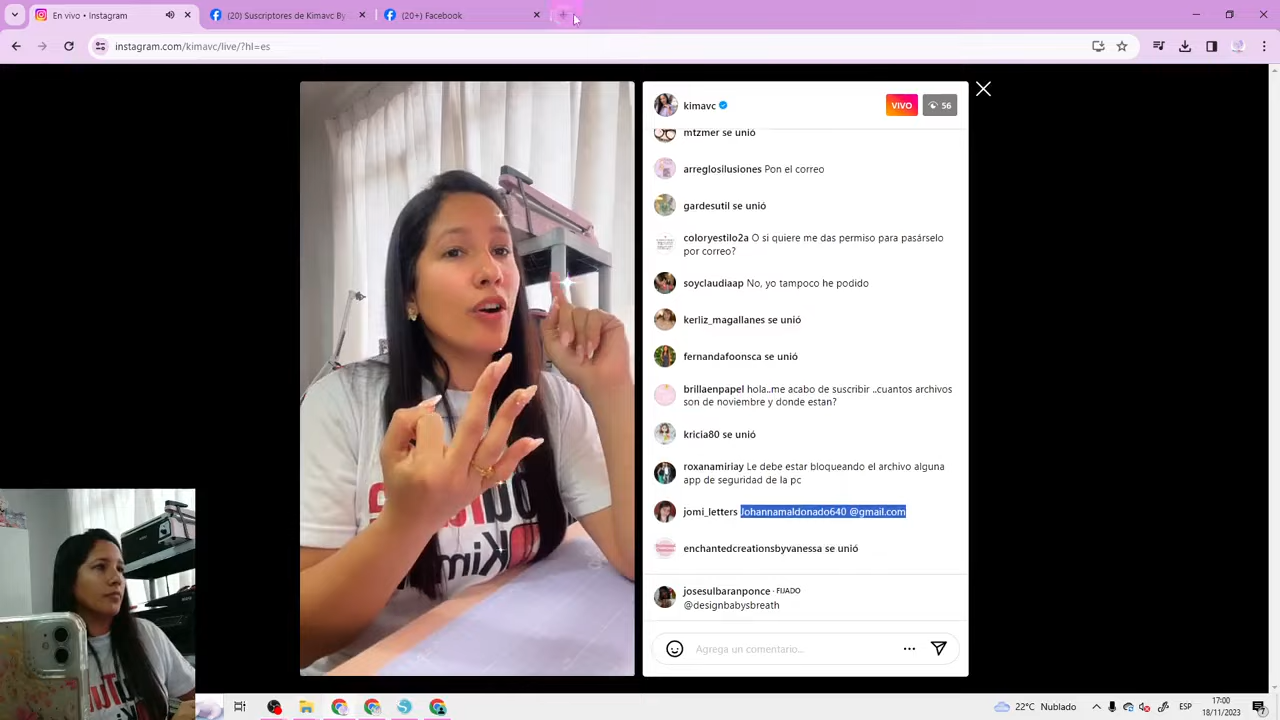 En vivo
(20) Suscriptores Kimavc By
(20+) Facebook
instagram.com/kimavc/live/?hl=es
kimavc
VIVO
56
mtzmer se unió
arreglosilusiones Pon el correo
gardesutil se unió
coloryestilo2a O si quiere me das permiso para pasárselo
por correo?
soyclaudiaap No, yo tampoco he podido
kerliz_magallanes se unió
fernandafoonsca se unió
brillaenpapel hola..me acabo de suscribir ..cuantos archivos
son de noviembre y donde estan?
kricia80 se unió
roxanamiriay Le debe estar bloqueando el archivo alguna
app de seguridad de la pc
jomi_letters Johannamaldonado640 @gmail.com
enchantedcreationsbyvanessa se unió
josesulbaranponce · FIJADO
@designbabysbreath
Agrega un comentario...
22°C Nublado
ESP
17:00
18/11/2023